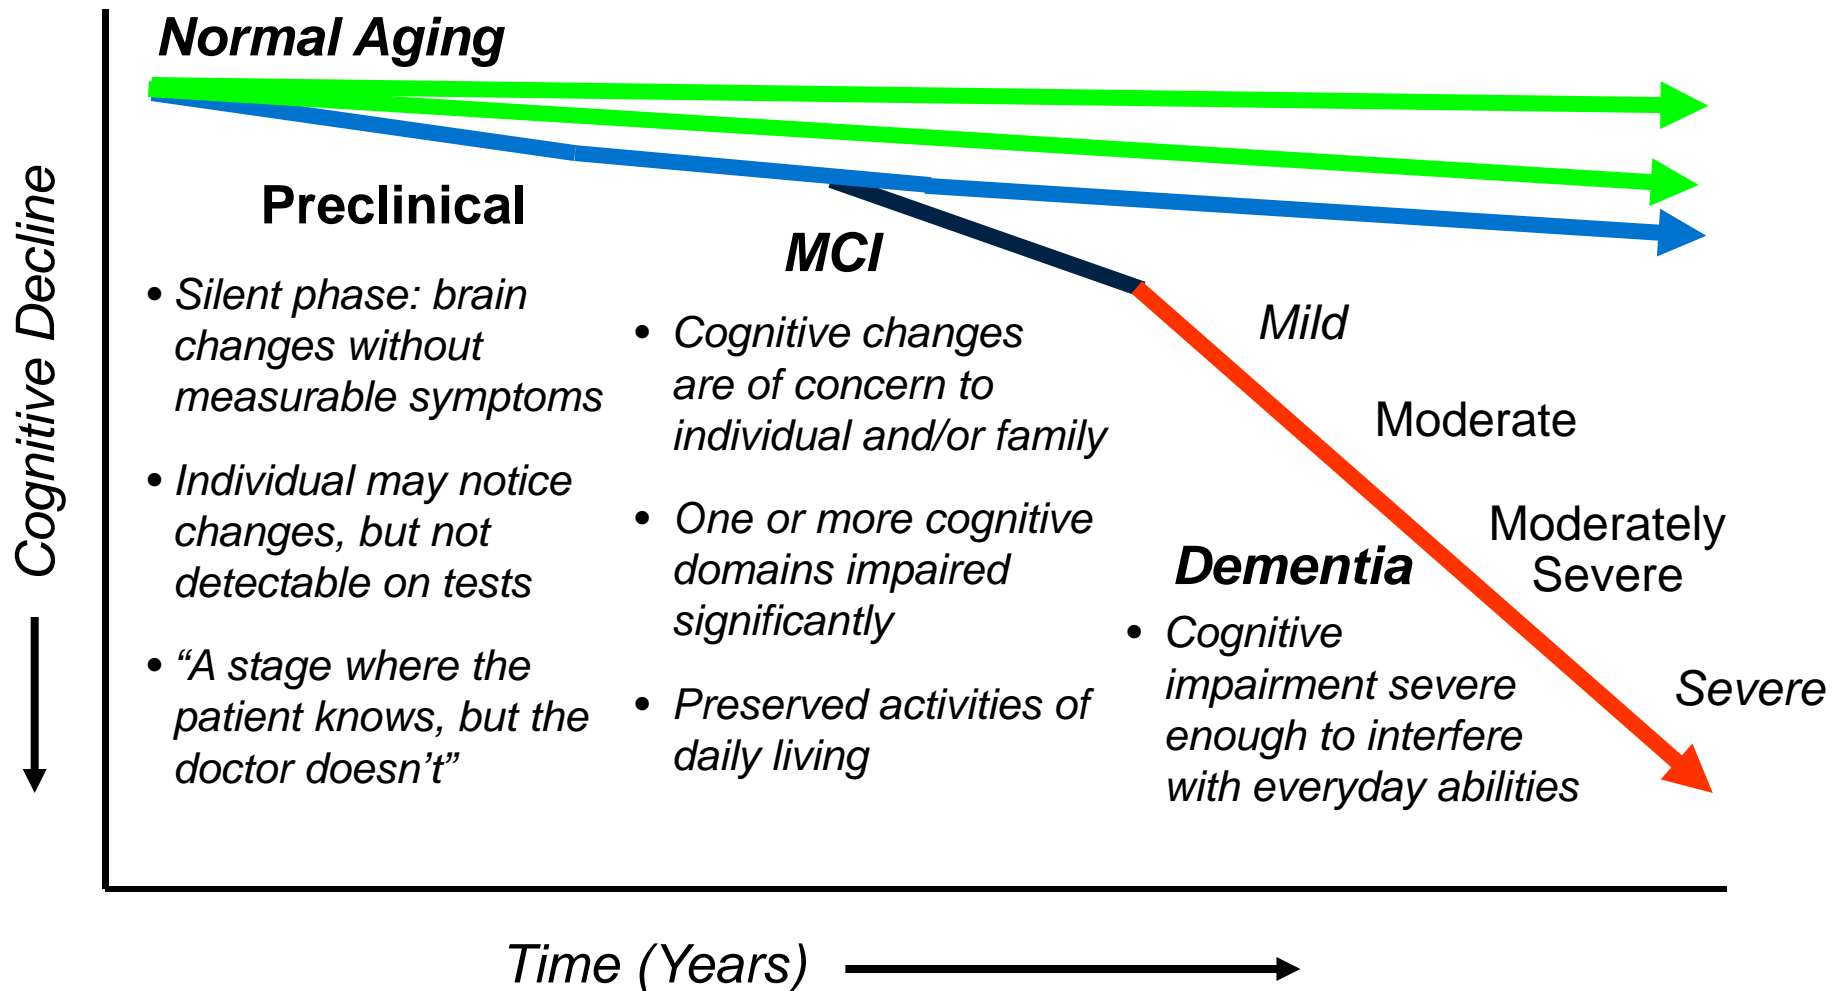 Normal Aging
Cognitive Decline
Preclinical
• Silent phase: brain
changes without
measurable symptoms
• Individual may notice
changes, but not
detectable on tests
• “A stage where the
patient knows, but the
doctor doesn’t”
MCI
• Cognitive changes
are of concern to
individual and/or family
• One or more cognitive
domains impaired
significantly
• Preserved activities of
daily living
Dementia
• Cognitive
impairment severe
enough to interfere
with everyday abilities
Mild
Moderate
Moderately
Severe
Severe
Time (Years)